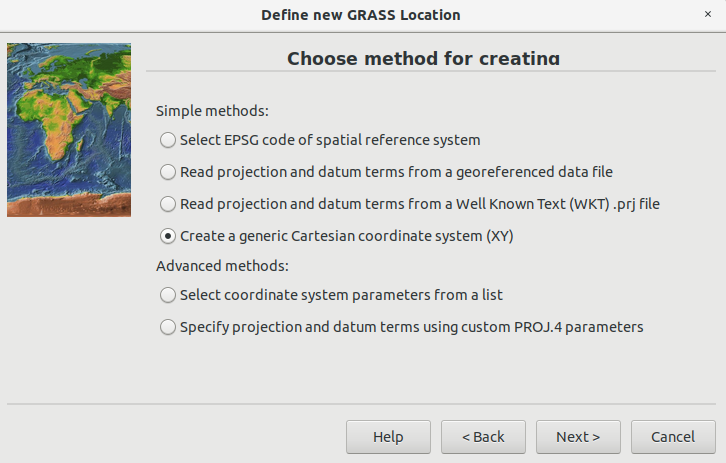 Define new GRASS Location
×
Choose method for creating
Simple methods:
Select EPSG code of spatial reference system
Read projection and datum terms from a georeferenced data file
Read projection and datum terms from a Well Known Text (WKT) .prj file
Create a generic Cartesian coordinate system (XY)
Advanced methods:
Select coordinate system parameters from a list
Specify projection and datum terms using custom PROJ.4 parameters
Help
< Back
Next >
Cancel